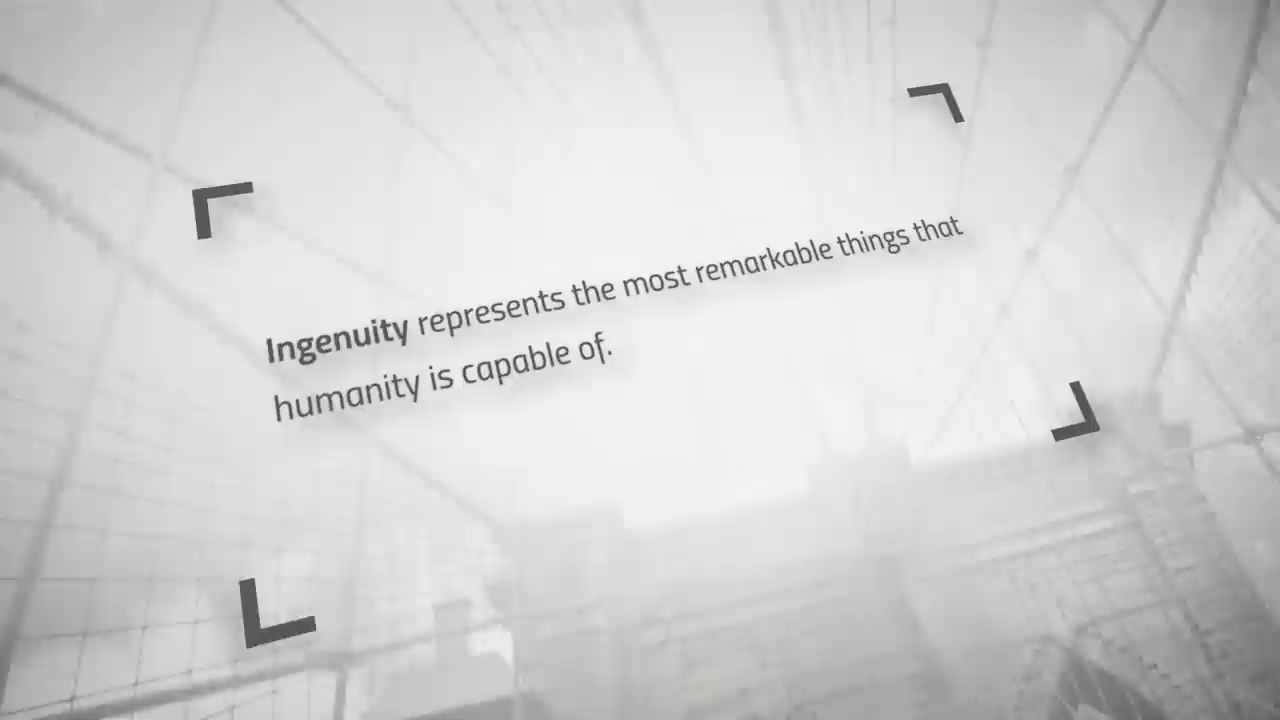 Ingenuity represents the most remarkable things that
humanity is capable of.